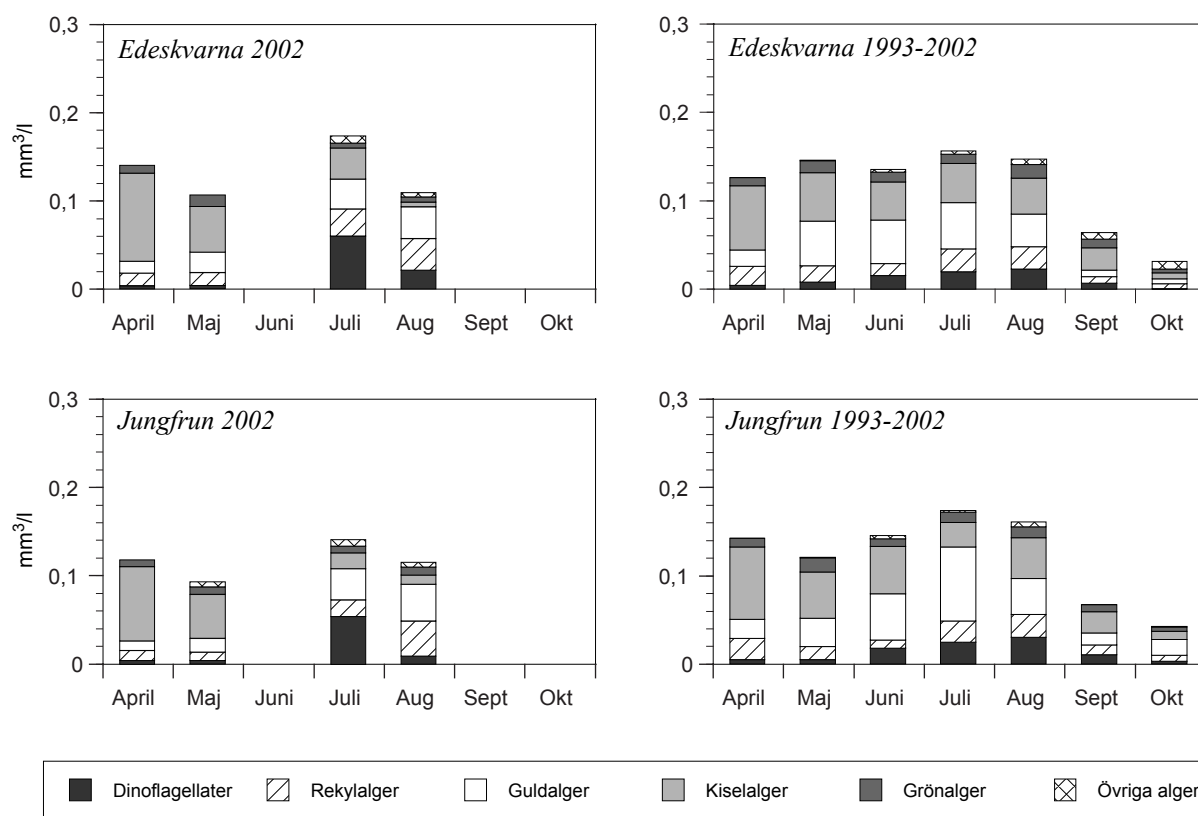 Edeskvarna 2002
mm³/l
0,3
0,2
0,1
0
April Maj Juni Juli Aug Sept Okt
Edeskvarna 1993-2002
0,3
0,2
0,1
0
April Maj Juni Juli Aug Sept Okt
Jungfrun 2002
mm³/l
0,3
0,2
0,1
0
April Maj Juni Juli Aug Sept Okt
Jungfrun 1993-2002
0,3
0,2
0,1
0
April Maj Juni Juli Aug Sept Okt
Dinoflagellater Rekylalger Guldalger Kiselalger Grönalger Övriga alger